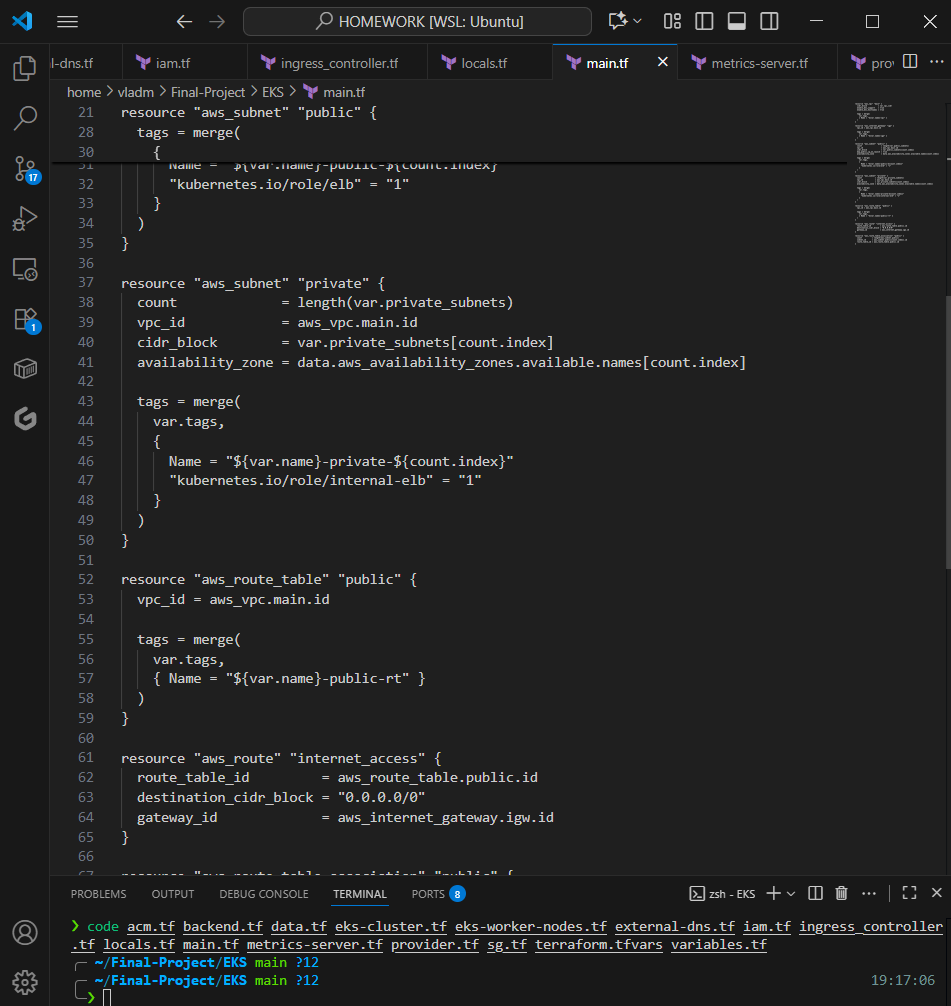 HOMEWORK [WSL: Ubuntu]
l-dns.tf iam.tf ingress_controller.tf locals.tf main.tf metrics-server.tf prov
home > vladm > Final-Project > EKS > main.tf
21 resource "aws_subnet" "public" {
28 tags = merge(
30 {
31 Name = "${var.name}-public-${count.index}"
32 "kubernetes.io/role/elb" = "1"
33 }
34 )
35 }
36
37 resource "aws_subnet" "private" {
38 count = length(var.private_subnets)
39 vpc_id = aws_vpc.main.id
40 cidr_block = var.private_subnets[count.index]
41 availability_zone = data.aws_availability_zones.available.names[count.index]
42
43 tags = merge(
44 var.tags,
45 {
46 Name = "${var.name}-private-${count.index}"
47 "kubernetes.io/role/internal-elb" = "1"
48 }
49 )
50 }
51
52 resource "aws_route_table" "public" {
53 vpc_id = aws_vpc.main.id
54
55 tags = merge(
56 var.tags,
57 { Name = "${var.name}-public-rt" }
58 )
59 }
60
61 resource "aws_route" "internet_access" {
62 route_table_id = aws_route_table.public.id
63 destination_cidr_block = "0.0.0.0/0"
64 gateway_id = aws_internet_gateway.igw.id
65 }
66
67 resource "aws_route_table_association" "public" {
17
1
PROBLEMS OUTPUT DEBUG CONSOLE TERMINAL PORTS 8 zsh - EKS
❯ code acm.tf backend.tf data.tf eks-cluster.tf eks-worker-nodes.tf external-dns.tf iam.tf ingress_controller
.tf locals.tf main.tf metrics-server.tf provider.tf sg.tf terraform.tfvars variables.tf
~/Final-Project/EKS main ?12
~/Final-Project/EKS main ?12 19:17:06
❯